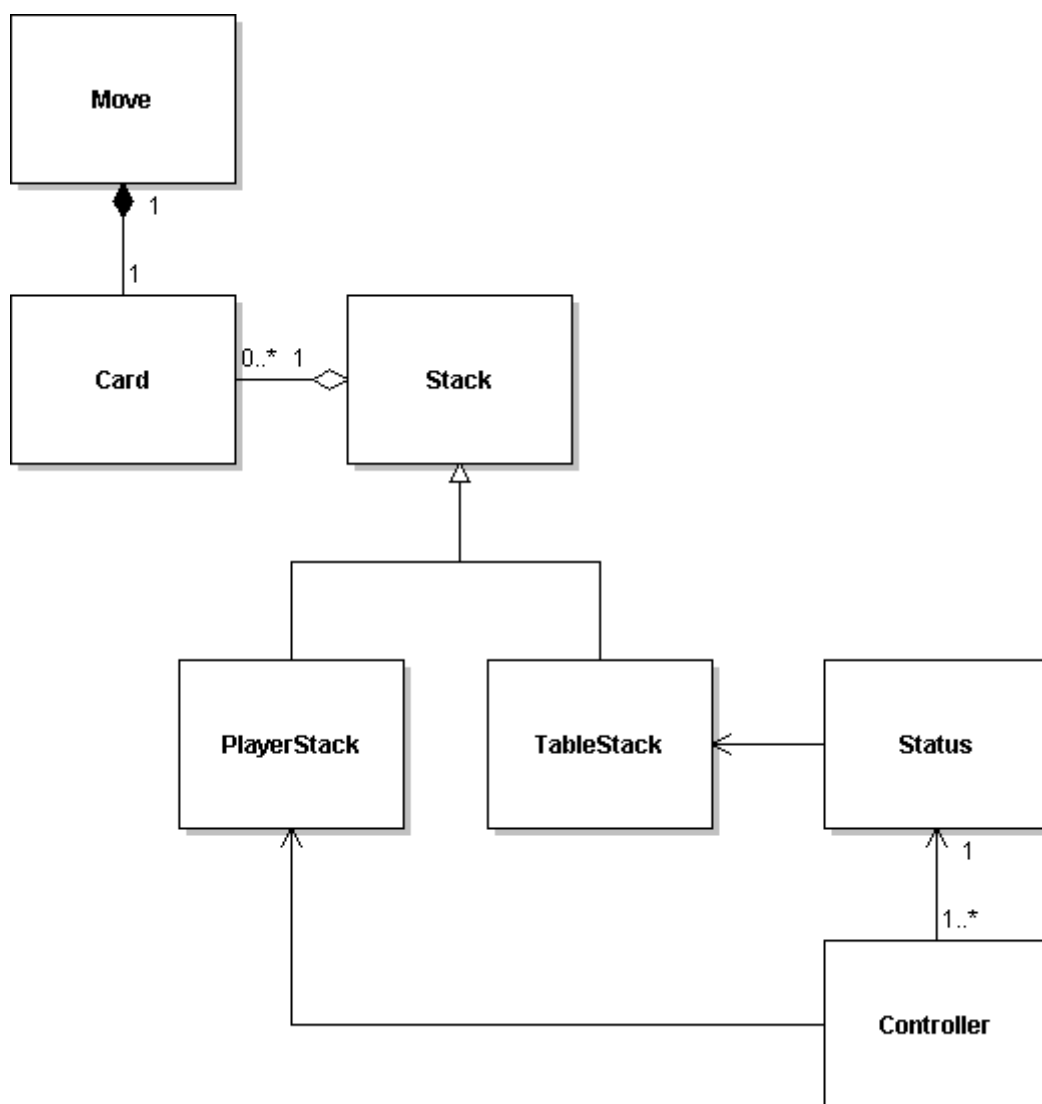 Move
1
1
Card
0..* 1
Stack
PlayerStack
TableStack
Status
1
1..*
Controller